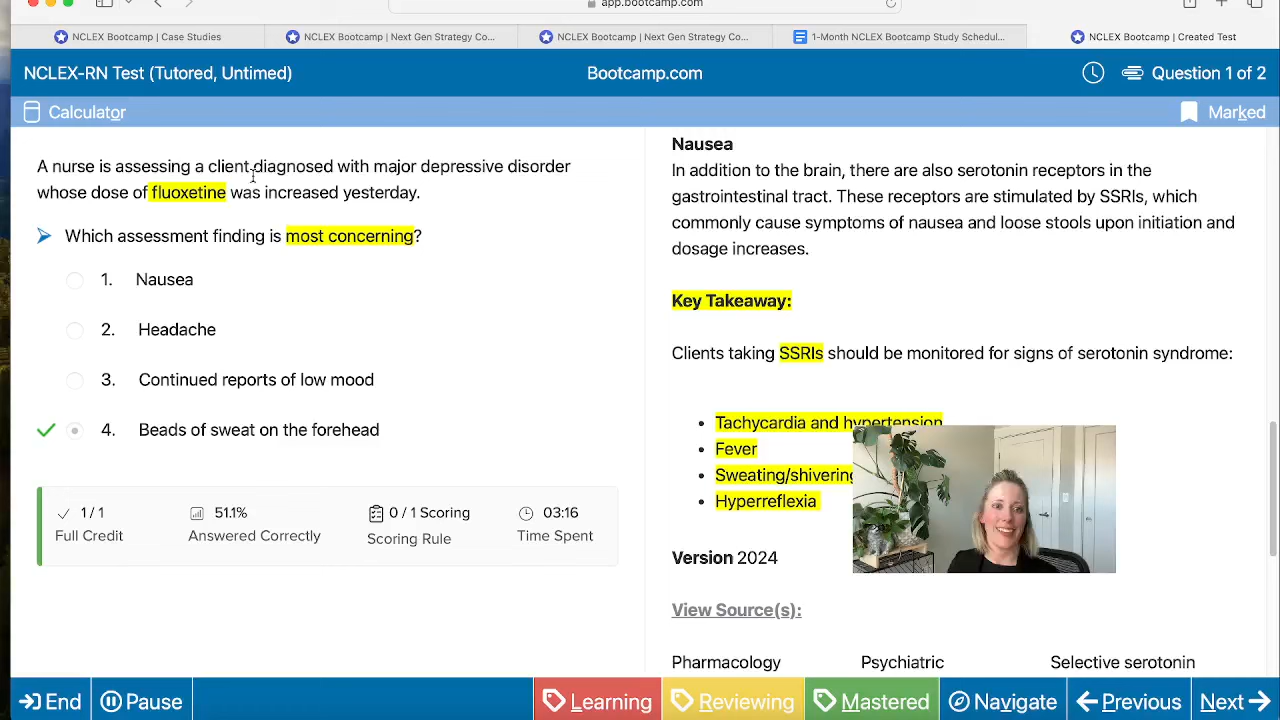 app.bootcamp.com
NCLEX Bootcamp | Case Studies
NCLEX Bootcamp | Next Gen Strategy Co...
NCLEX Bootcamp | Next Gen Strategy Co...
1-Month NCLEX Bootcamp Study Schedul...
NCLEX Bootcamp | Created Test
NCLEX-RN Test (Tutored, Untimed)
Bootcamp.com
Question 1 of 2
Calculator
Marked
A nurse is assessing a client diagnosed with major depressive disorder
whose dose of fluoxetine was increased yesterday.
Which assessment finding is most concerning?
1. Nausea
2. Headache
3. Continued reports of low mood
4. Beads of sweat on the forehead
1 / 1
Full Credit
51.1%
Answered Correctly
0 / 1 Scoring
Scoring Rule
03:16
Time Spent
Nausea
In addition to the brain, there are also serotonin receptors in the
gastrointestinal tract. These receptors are stimulated by SSRIs, which
commonly cause symptoms of nausea and loose stools upon initiation and
dosage increases.
Key Takeaway:
Clients taking SSRIs should be monitored for signs of serotonin syndrome:
• Tachycardia and hypertension
• Fever
• Sweating/shivering
• Hyperreflexia
Version 2024
View Source(s):
Pharmacology
Psychiatric
Selective serotonin
End
Pause
Learning
Reviewing
Mastered
Navigate
Previous
Next